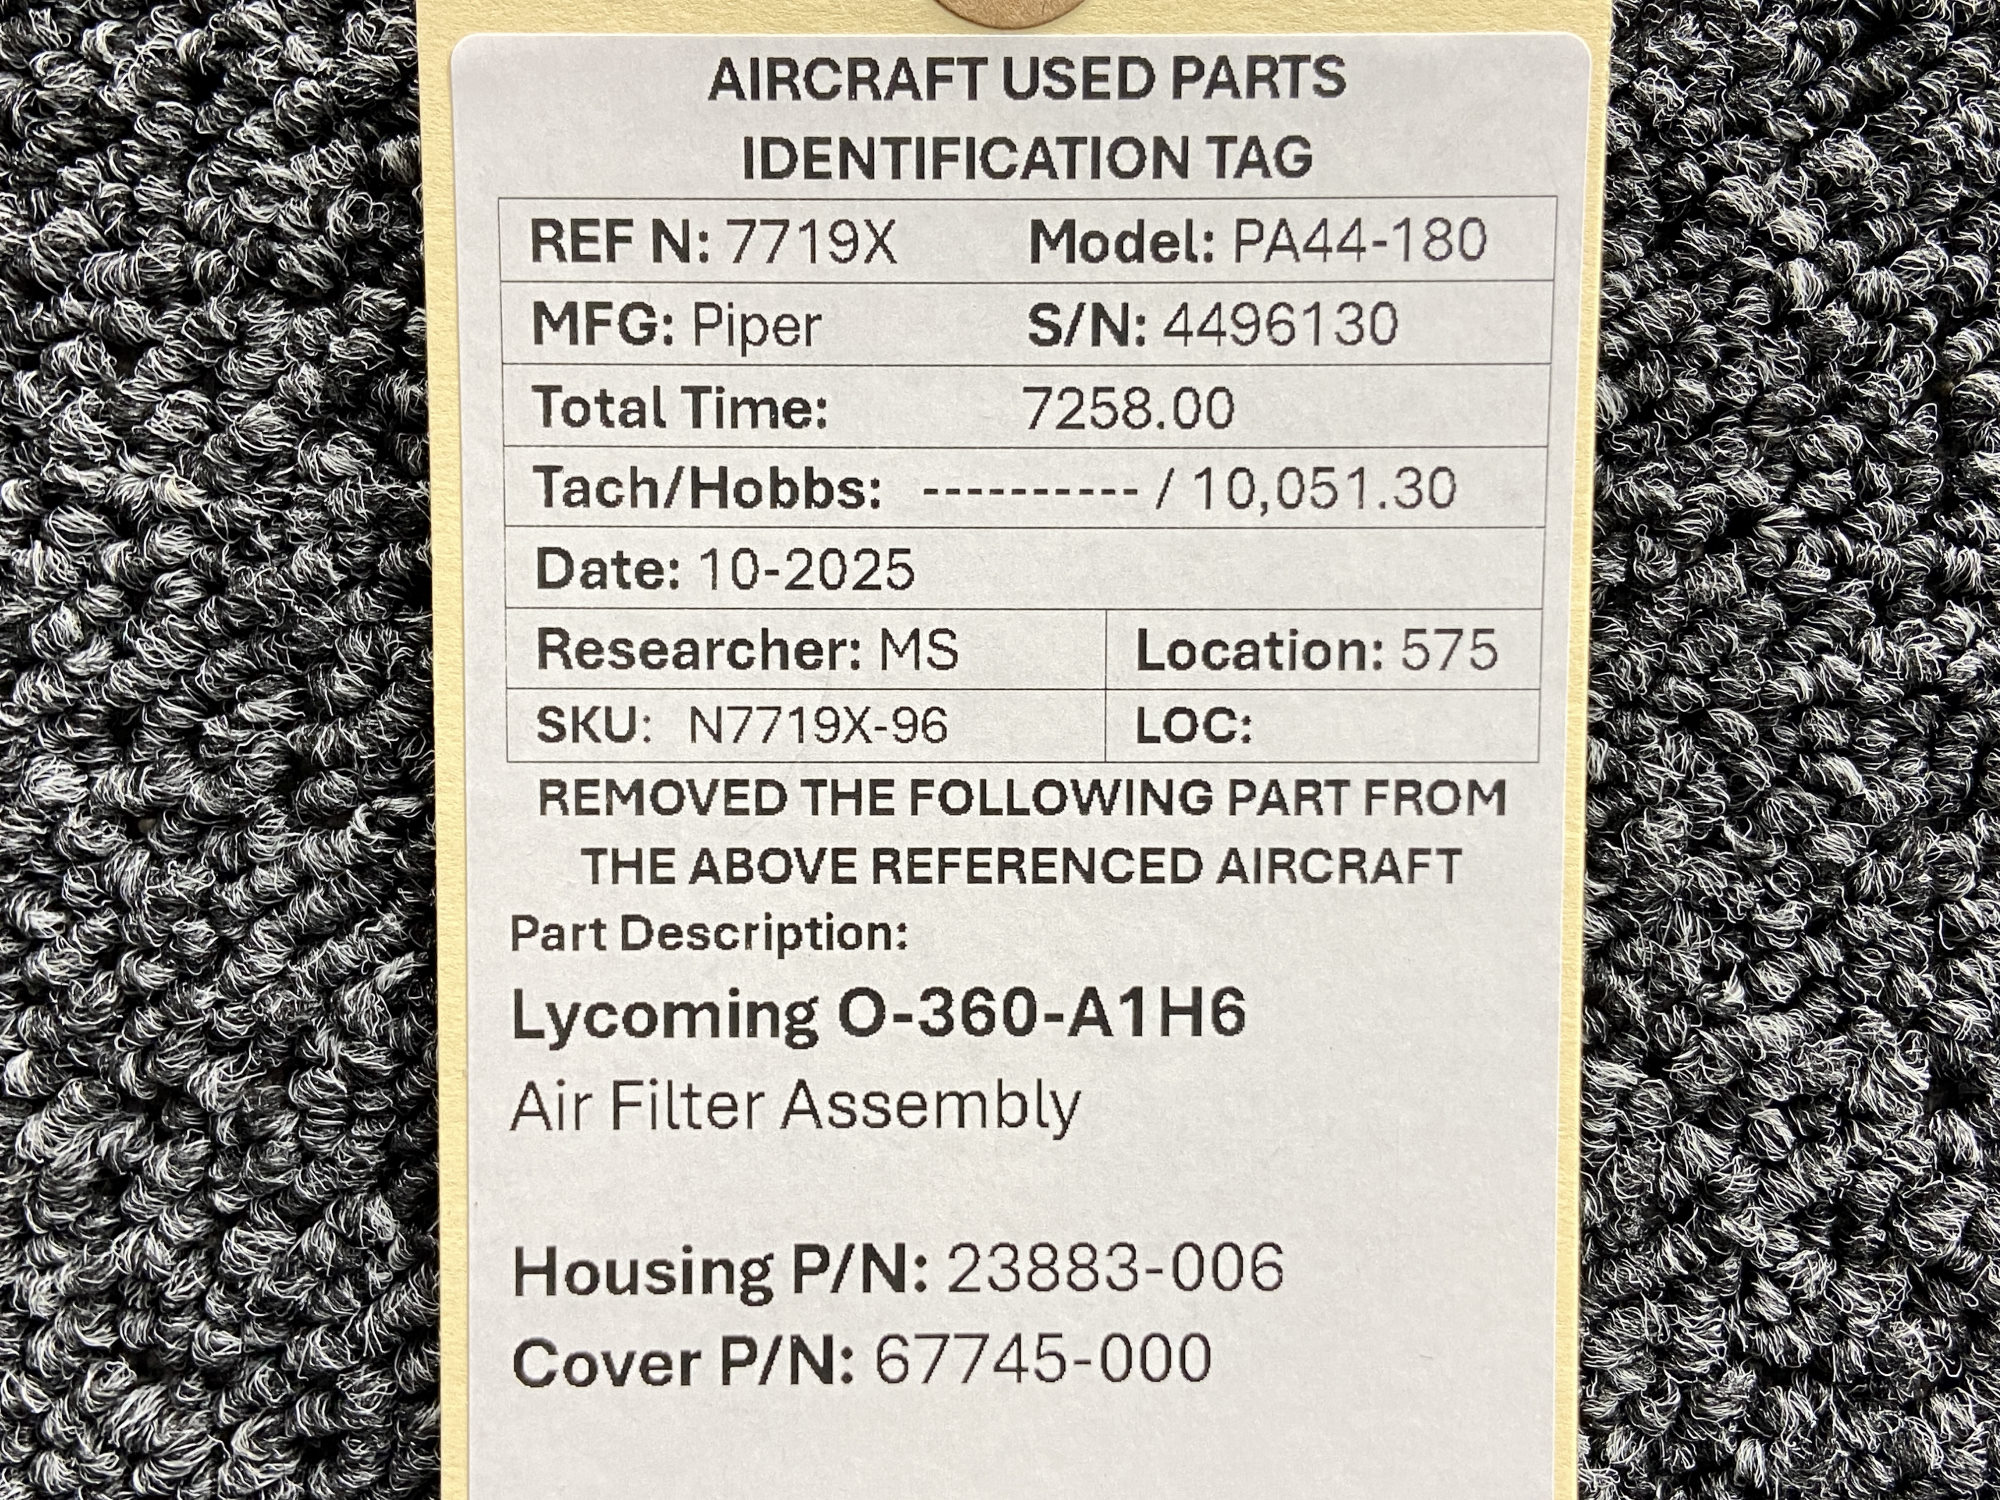 AIRCRAFT USED PARTS
IDENTIFICATION TAG
REF N: 7719X Model: PA44-180
MFG: Piper S/N: 4496130
Total Time: 7258.00
Tach/Hobbs: ---------- / 10,051.30
Date: 10-2025
Researcher: MS Location: 575
SKU: N7719X-96 LOC:
REMOVED THE FOLLOWING PART FROM
THE ABOVE REFERENCED AIRCRAFT
Part Description:
Lycoming O-360-A1H6
Air Filter Assembly
Housing P/N: 23883-006
Cover P/N: 67745-000